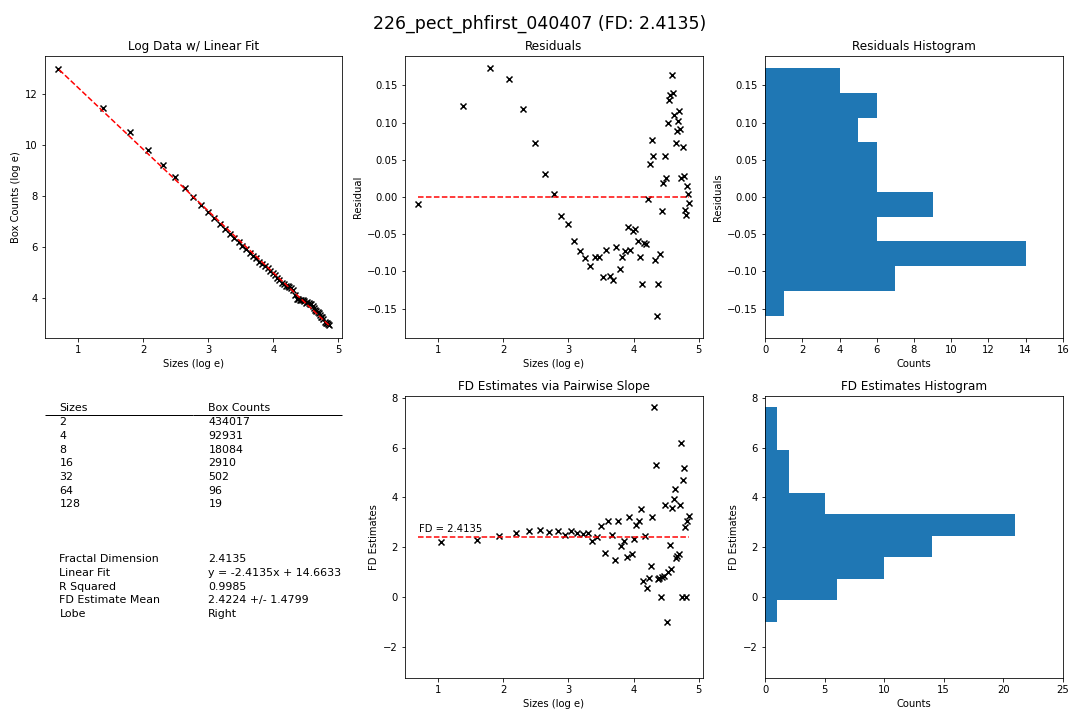 226_pect_phfirst_040407 (FD: 2.4135)
Log Data w/ Linear Fit
Box Counts (log e)
12
10
8
6
4
1 2 3 4 5
Sizes (log e)
Residuals
Residual
0.15
0.10
0.05
0.00
−0.05
−0.10
−0.15
1 2 3 4 5
Sizes (log e)
Residuals Histogram
Residuals
0.15
0.10
0.05
0.00
−0.05
−0.10
−0.15
0 2 4 6 8 10 12 14 16
Counts
Sizes Box Counts
2 434017
4 92931
8 18084
16 2910
32 502
64 96
128 19
Fractal Dimension 2.4135
Linear Fit y = -2.4135x + 14.6633
R Squared 0.9985
FD Estimate Mean 2.4224 +/- 1.4799
Lobe Right
FD Estimates via Pairwise Slope
FD Estimates
8
6
4
2
0
−2
FD = 2.4135
1 2 3 4 5
Sizes (log e)
FD Estimates Histogram
FD Estimates
8
6
4
2
0
−2
0 5 10 15 20 25
Counts